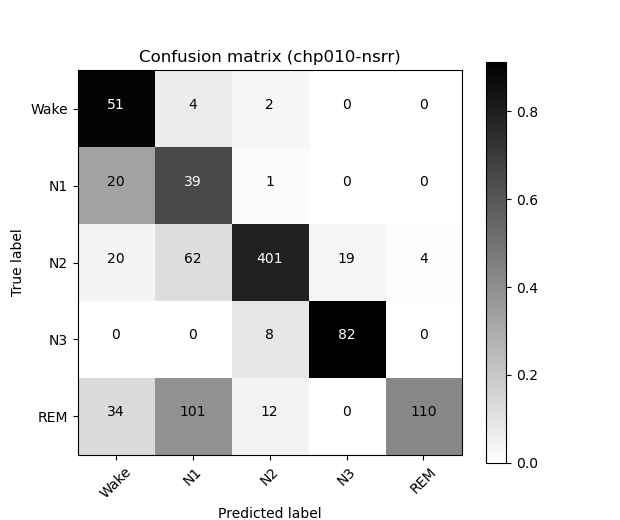 Confusion matrix (chp010-nsrr)
Wake 51 4 2 0 0
N1 20 39 1 0 0
N2 20 62 401 19 4
N3 0 0 8 82 0
REM 34 101 12 0 110
Wake N1 N2 N3 REM
Predicted label
True label
0.8
0.6
0.4
0.2
0.0